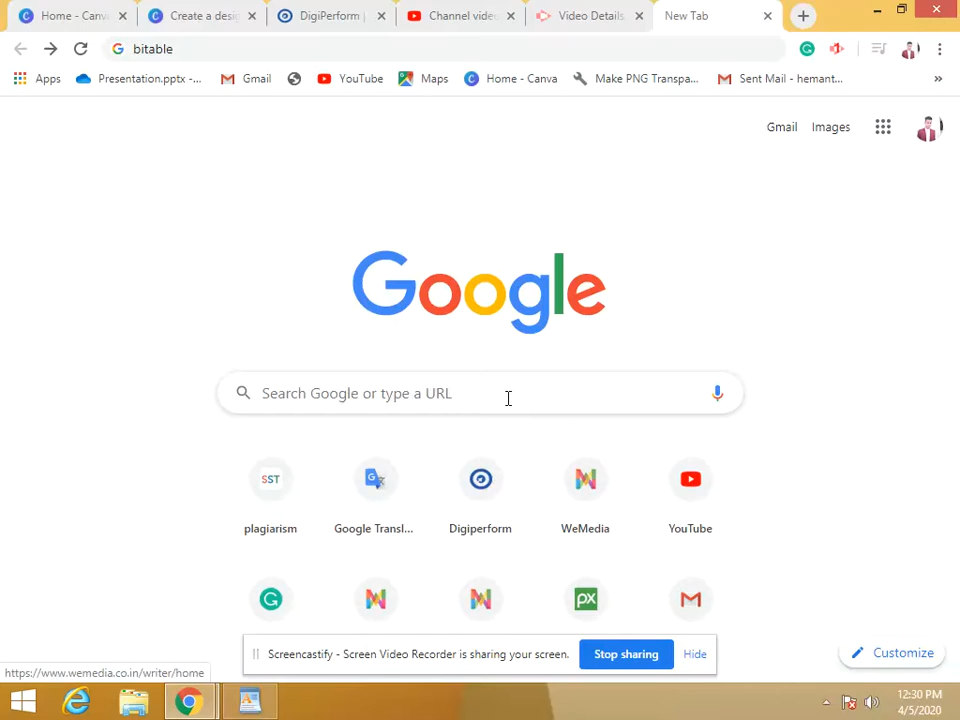 Home - Canv
Create a desi
DigiPerform |
Channel vide
Video Details
New Tab
bitable
Apps
Presentation.pptx -...
Gmail
YouTube
Maps
Home - Canva
Make PNG Transpa...
Sent Mail - hemant...
»
Gmail
Images
Google
Search Google or type a URL
SST
plagiarism
Google Transl...
Digiperform
WeMedia
YouTube
px
Screencastify - Screen Video Recorder is sharing your screen.
Stop sharing
Hide
Customize
https://www.wemedia.co.in/writer/home
12:30 PM
4/5/2020